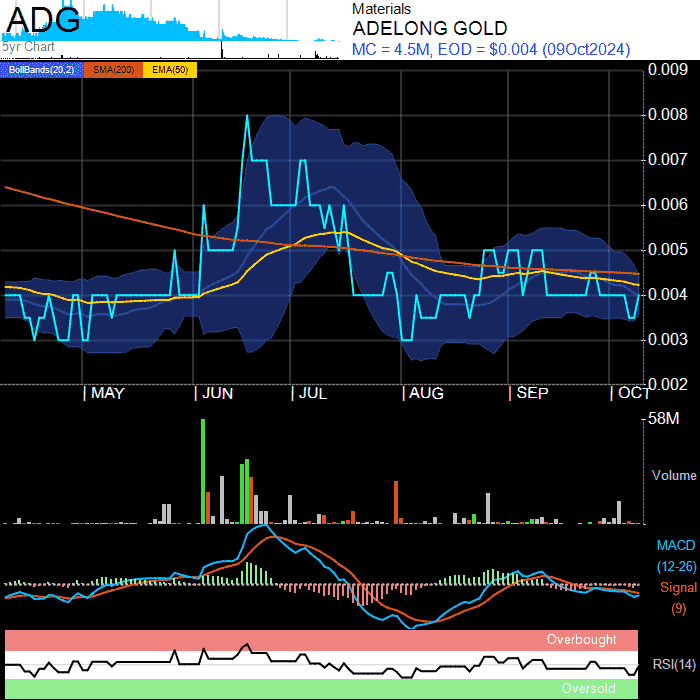 ADG
5yr Chart
Materials
ADELONG GOLD
MC = 4.5M, EOD = $0.004 (09Oct2024)
BollBands(20,2) SMA(200) EMA(50)
0.009
0.008
0.007
0.006
0.005
0.004
0.003
0.002
MAY JUN JUL AUG SEP OCT
58M
Volume
MACD
(12-26)
Signal
(9)
Overbought
RSI(14)
Oversold